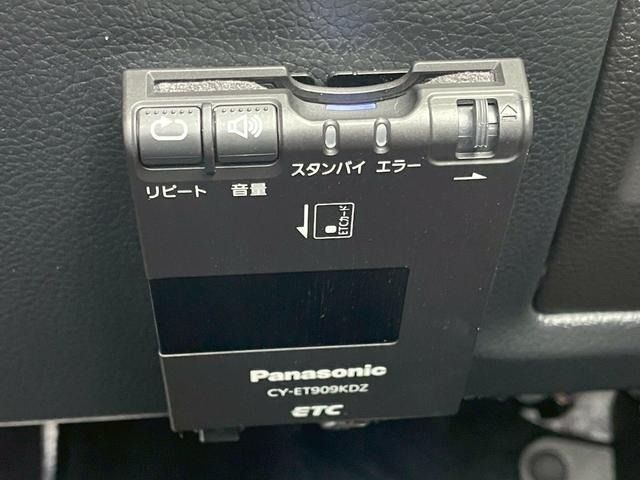 リピート 音量 スタンバイ エラー
ETCカード
Panasonic
CY-ET909KDZ
ETC